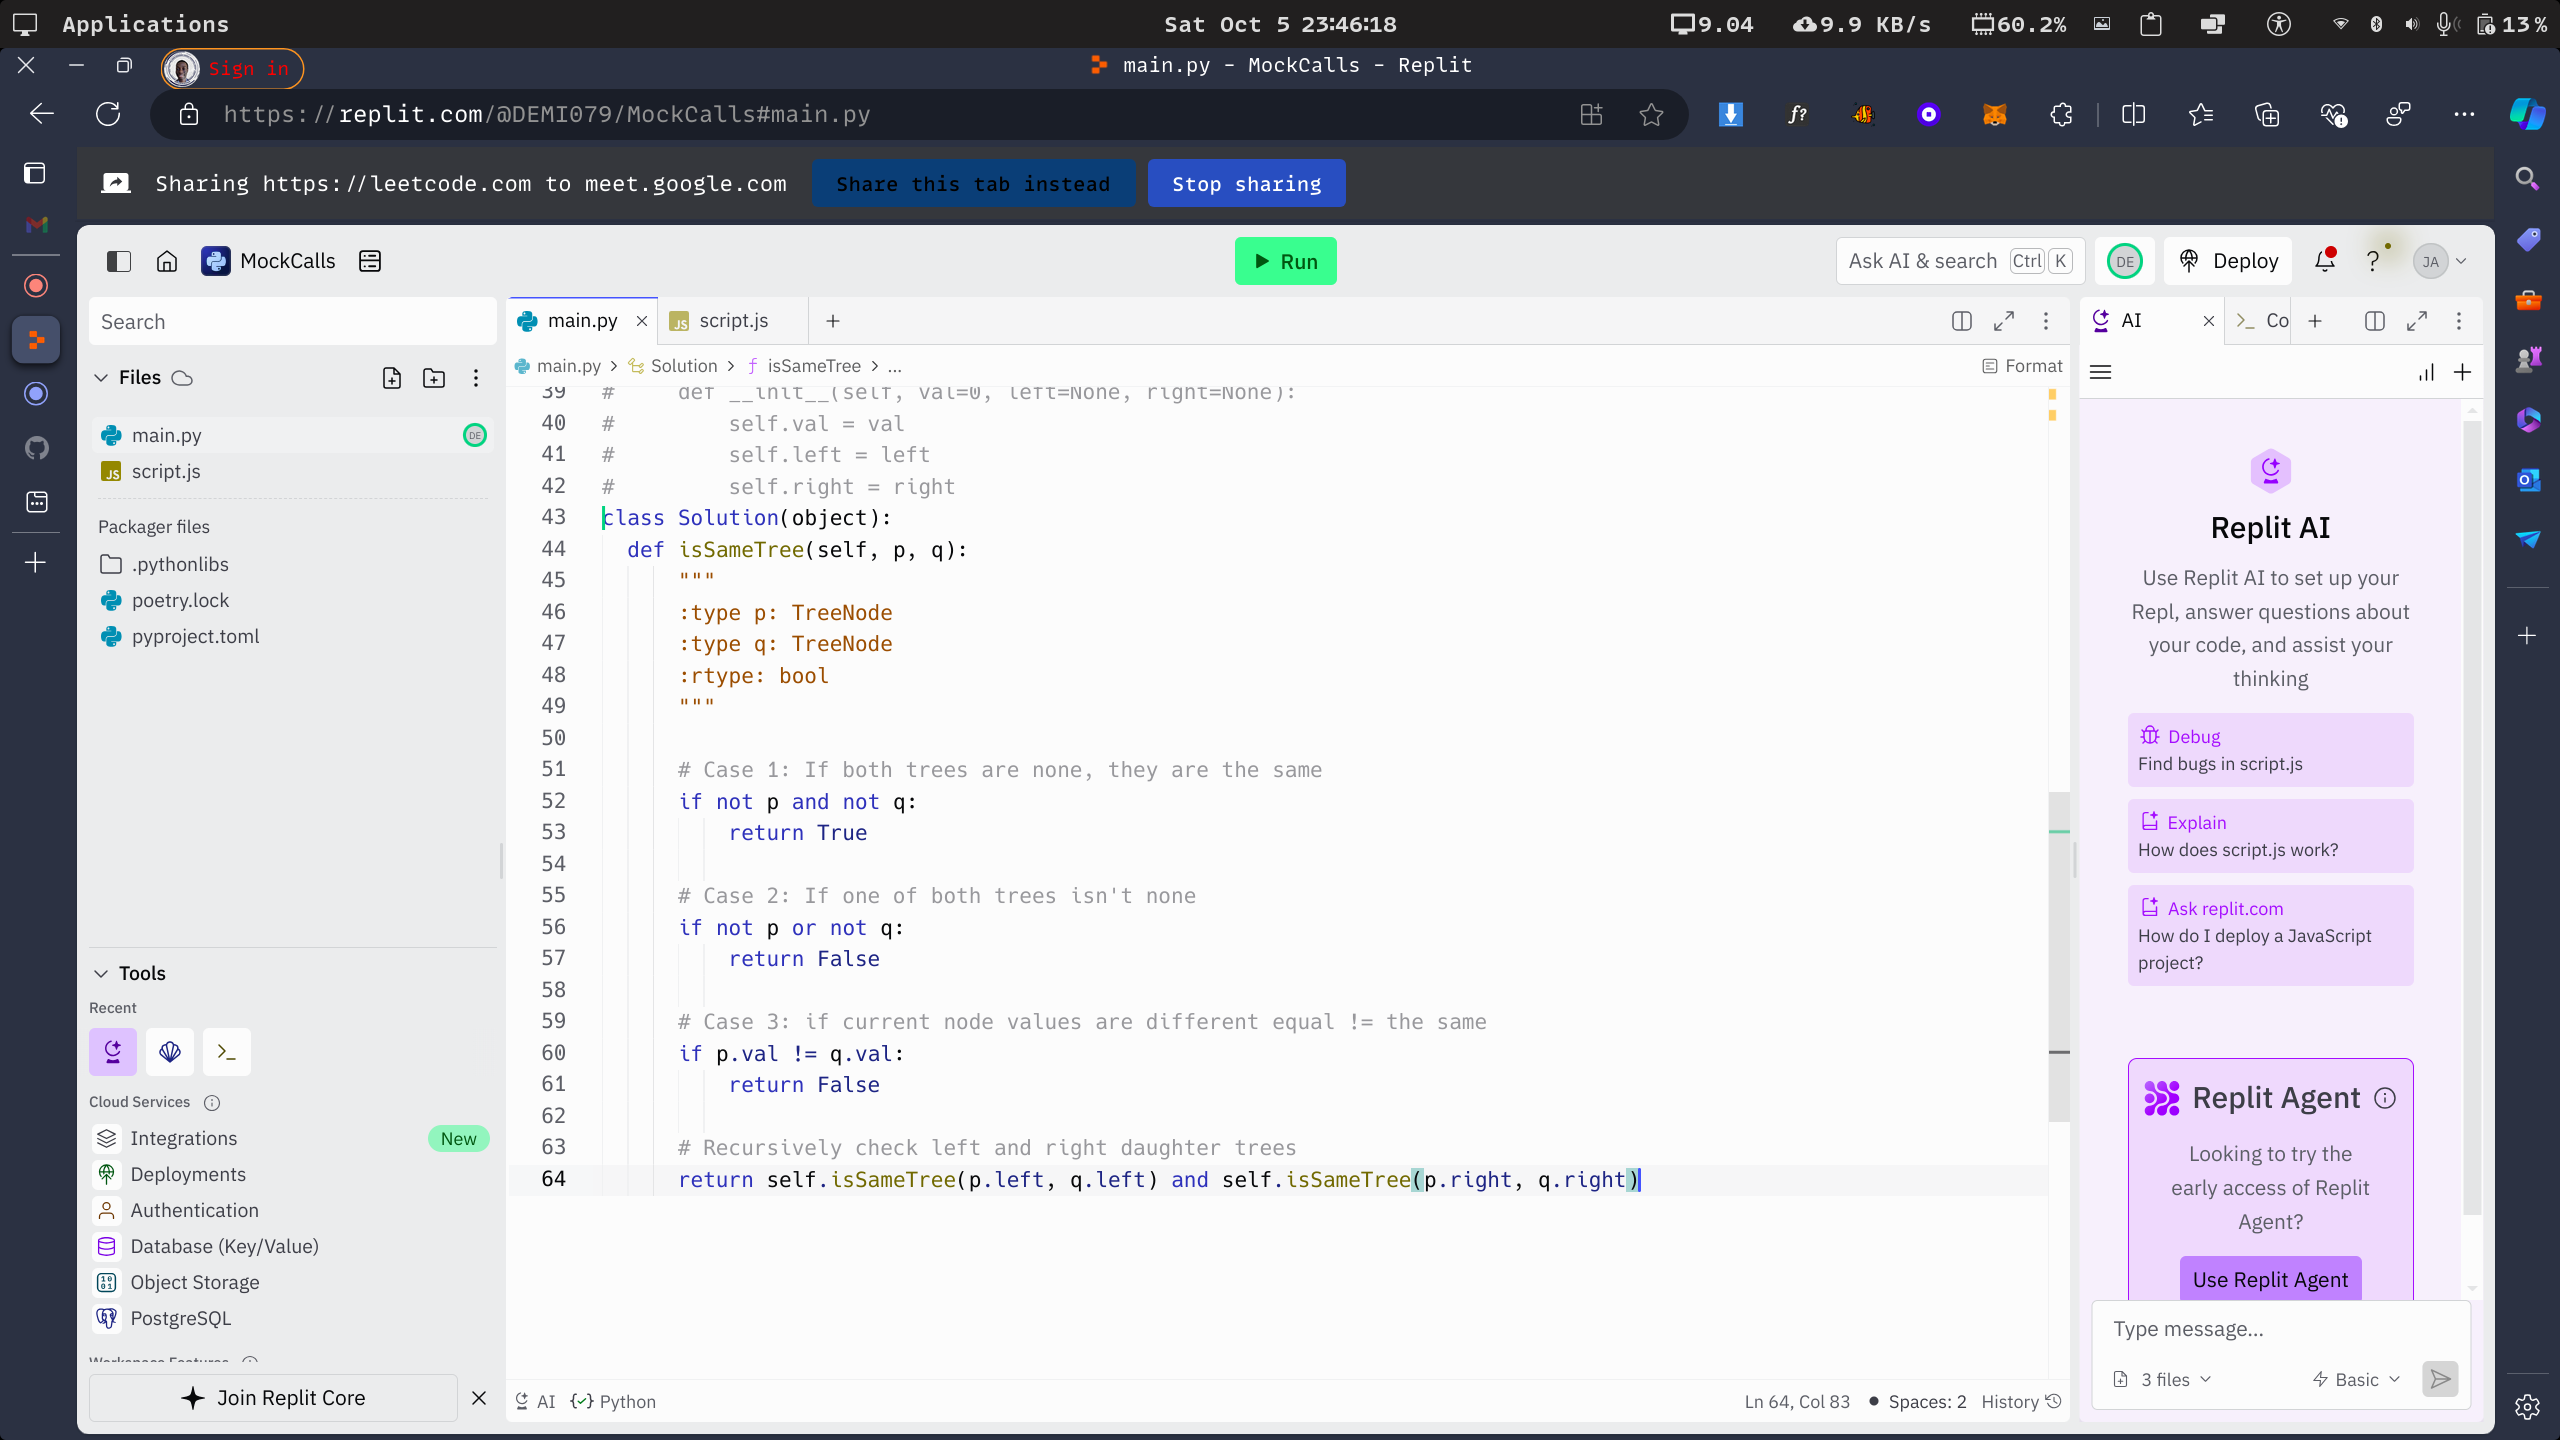 Applications
Sat Oct 5 23:46:18
9.04
9.9 KB/s
60.2%
13%
Sign in
main.py - MockCalls - Replit
https://replit.com/@DEMI079/MockCalls#main.py
f?
Sharing https://leetcode.com to meet.google.com
Share this tab instead
Stop sharing
MockCalls
Run
Ask AI & search
Ctrl K
DE
Deploy
?
JA
Search
Files
main.py
DE
script.js
Packager files
.pythonlibs
poetry.lock
pyproject.toml
Tools
Recent
Cloud Services
Integrations
New
Deployments
Authentication
Database (Key/Value)
Object Storage
PostgreSQL
Workspace Features
Join Replit Core
main.py
script.js
main.py > Solution > isSameTree > ...
Format
39 #     def __init__(self, val=0, left=None, right=None):
40 #         self.val = val
41 #         self.left = left
42 #         self.right = right
43 class Solution(object):
44   def isSameTree(self, p, q):
45       """
46       :type p: TreeNode
47       :type q: TreeNode
48       :rtype: bool
49       """
50
51       # Case 1: If both trees are none, they are the same
52       if not p and not q:
53           return True
54
55       # Case 2: If one of both trees isn't none
56       if not p or not q:
57           return False
58
59       # Case 3: if current node values are different equal != the same
60       if p.val != q.val:
61           return False
62
63       # Recursively check left and right daughter trees
64       return self.isSameTree(p.left, q.left) and self.isSameTree(p.right, q.right)
AI
Python
Ln 64, Col 83
Spaces: 2
History
AI
Co
Replit AI
Use Replit AI to set up your
Repl, answer questions about
your code, and assist your
thinking
Debug
Find bugs in script.js
Explain
How does script.js work?
Ask replit.com
How do I deploy a JavaScript
project?
Replit Agent
Looking to try the
early access of Replit
Agent?
Use Replit Agent
Type message...
3 files
Basic